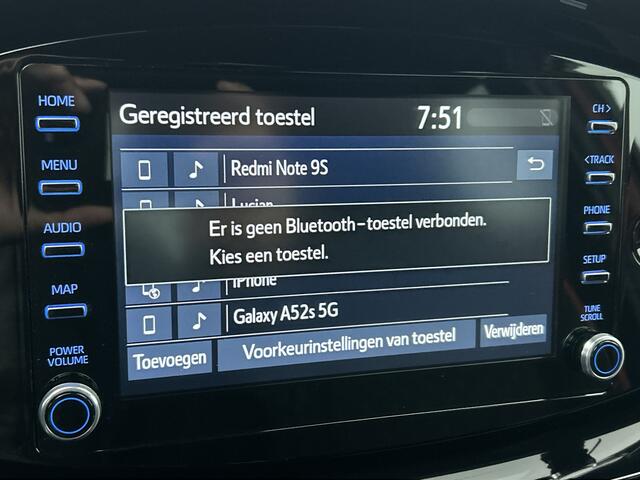 HOME
MENU
AUDIO
MAP
POWER
VOLUME
Geregistreerd toestel
7:51
Redmi Note 9S
Lucian
Er is geen Bluetooth-toestel verbonden.
Kies een toestel.
iPhone
Galaxy A52s 5G
Toevoegen
Voorkeurinstellingen van toestel
Verwijderen
CH >
< TRACK
PHONE
SETUP
TUNE
SCROLL